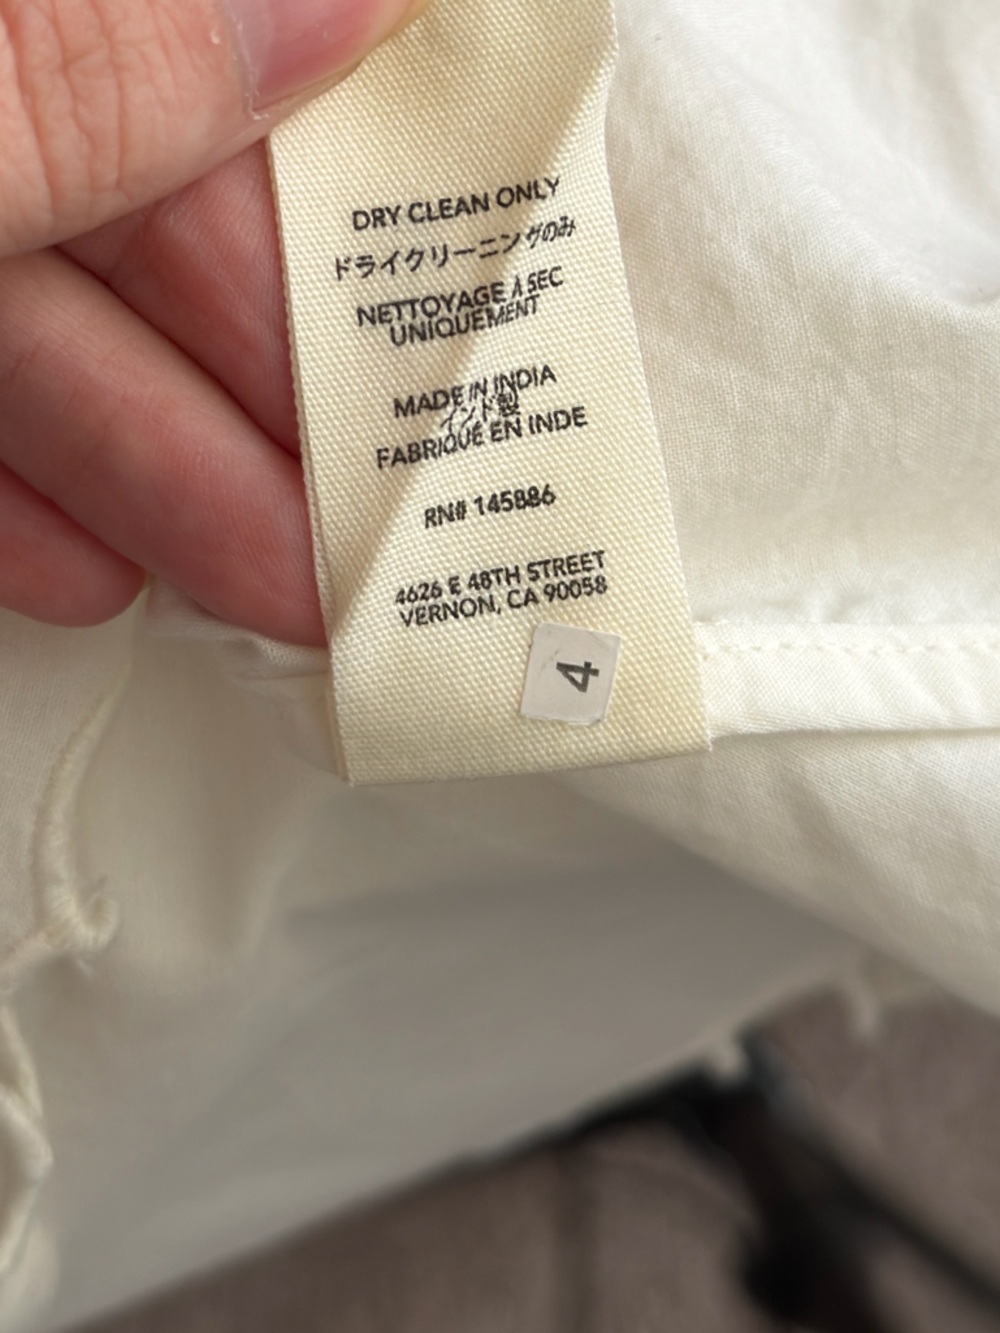 DRY CLEAN ONLY
ドライクリーニングのみ
NETTOYAGE À SEC
UNIQUEMENT
MADE IN INDIA
インド製
FABRIQUÉ EN INDE
RN# 145886
4626 E 48TH STREET
VERNON, CA 90058
4